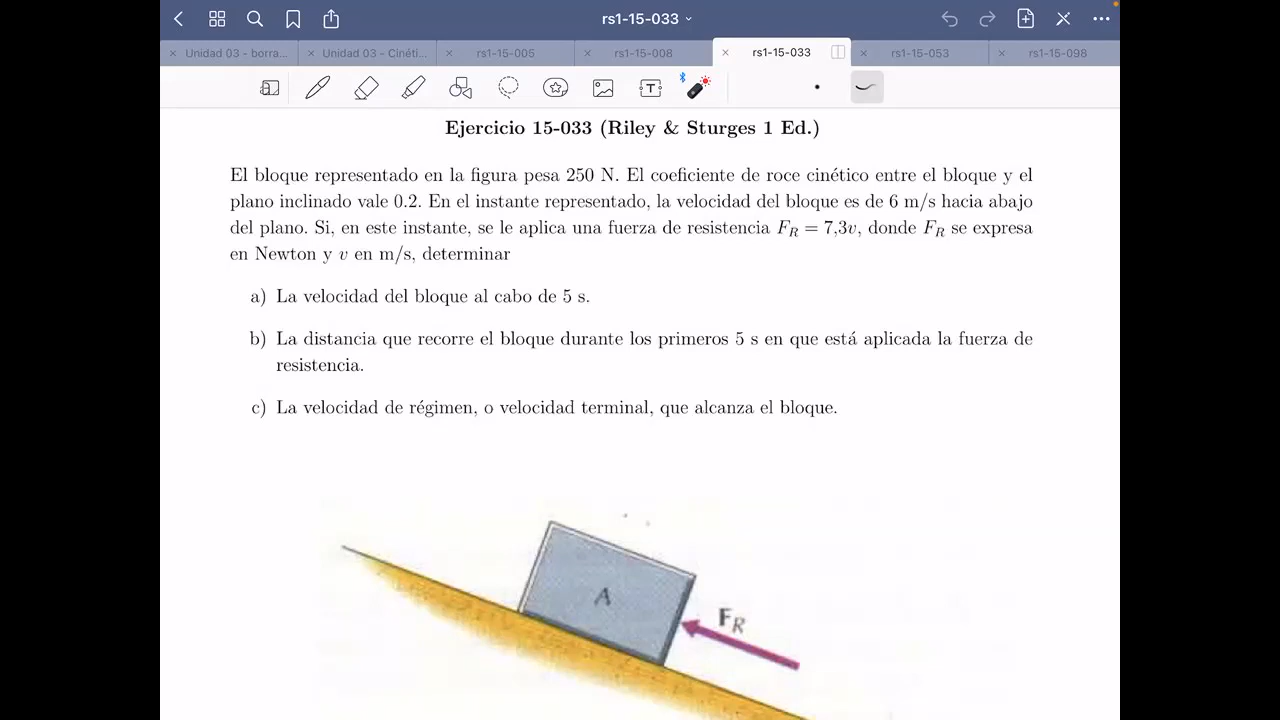 rs1-15-033
Unidad 03 - borra...
Unidad 03 - Cinéti...
rs1-15-005
rs1-15-008
rs1-15-033
rs1-15-053
rs1-15-098
T
Ejercicio 15-033 (Riley & Sturges 1 Ed.)
El bloque representado en la figura pesa 250 N. El coeficiente de roce cinético entre el bloque y el
plano inclinado vale 0.2. En el instante representado, la velocidad del bloque es de 6 m/s hacia abajo
del plano. Si, en este instante, se le aplica una fuerza de resistencia F_R = 7,3v, donde F_R se expresa
en Newton y v en m/s, determinar
a) La velocidad del bloque al cabo de 5 s.
b) La distancia que recorre el bloque durante los primeros 5 s en que está aplicada la fuerza de
resistencia.
c) La velocidad de régimen, o velocidad terminal, que alcanza el bloque.
A
F_R